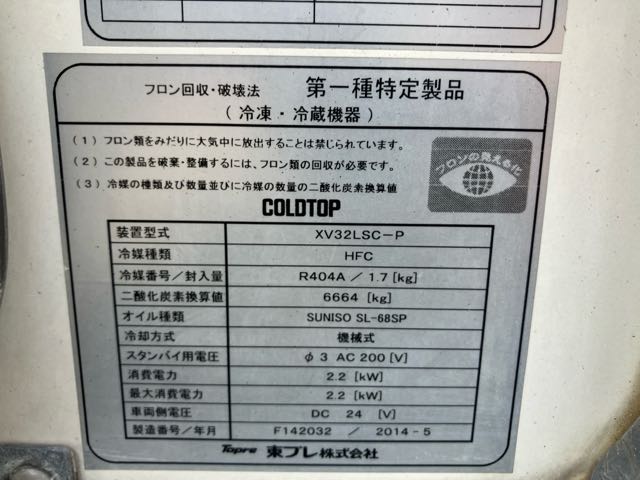 フロン回収・破壊法 第一種特定製品
（冷凍・冷蔵機器）
（1）フロン類をみだりに大気中に放出することは禁じられています。
（2）この製品を廃棄・整備するには、フロン類の回収が必要です。
（3）冷媒の種類及び数量並びに冷媒の数量の二酸化炭素換算値
フロンの見える化
COLDTOP
装置型式 XV32LSC-P
冷媒種類 HFC
冷媒番号／封入量 R404A ／ 1.7 [kg]
二酸化炭素換算値 6664 [kg]
オイル種類 SUNISO SL-68SP
冷却方式 機械式
スタンバイ用電圧 φ3 AC 200 [V]
消費電力 2.2 [kW]
最大消費電力 2.2 [kW]
車両側電圧 DC 24 [V]
製造番号／年月 F142032 ／ 2014-5
Topre 東プレ株式会社